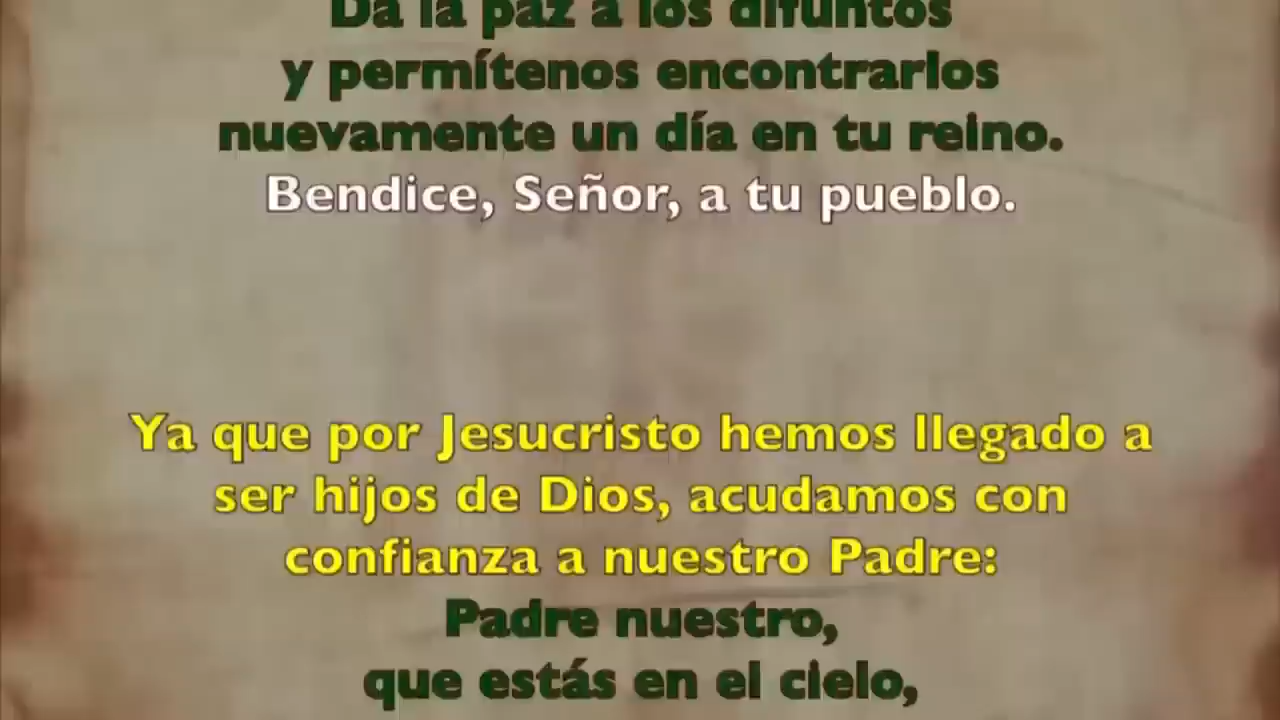 Da la paz a los difuntos
y permítenos encontrarlos
nuevamente un día en tu reino.
Bendice, Señor, a tu pueblo.
Ya que por Jesucristo hemos llegado a
ser hijos de Dios, acudamos con
confianza a nuestro Padre:
Padre nuestro,
que estás en el cielo,